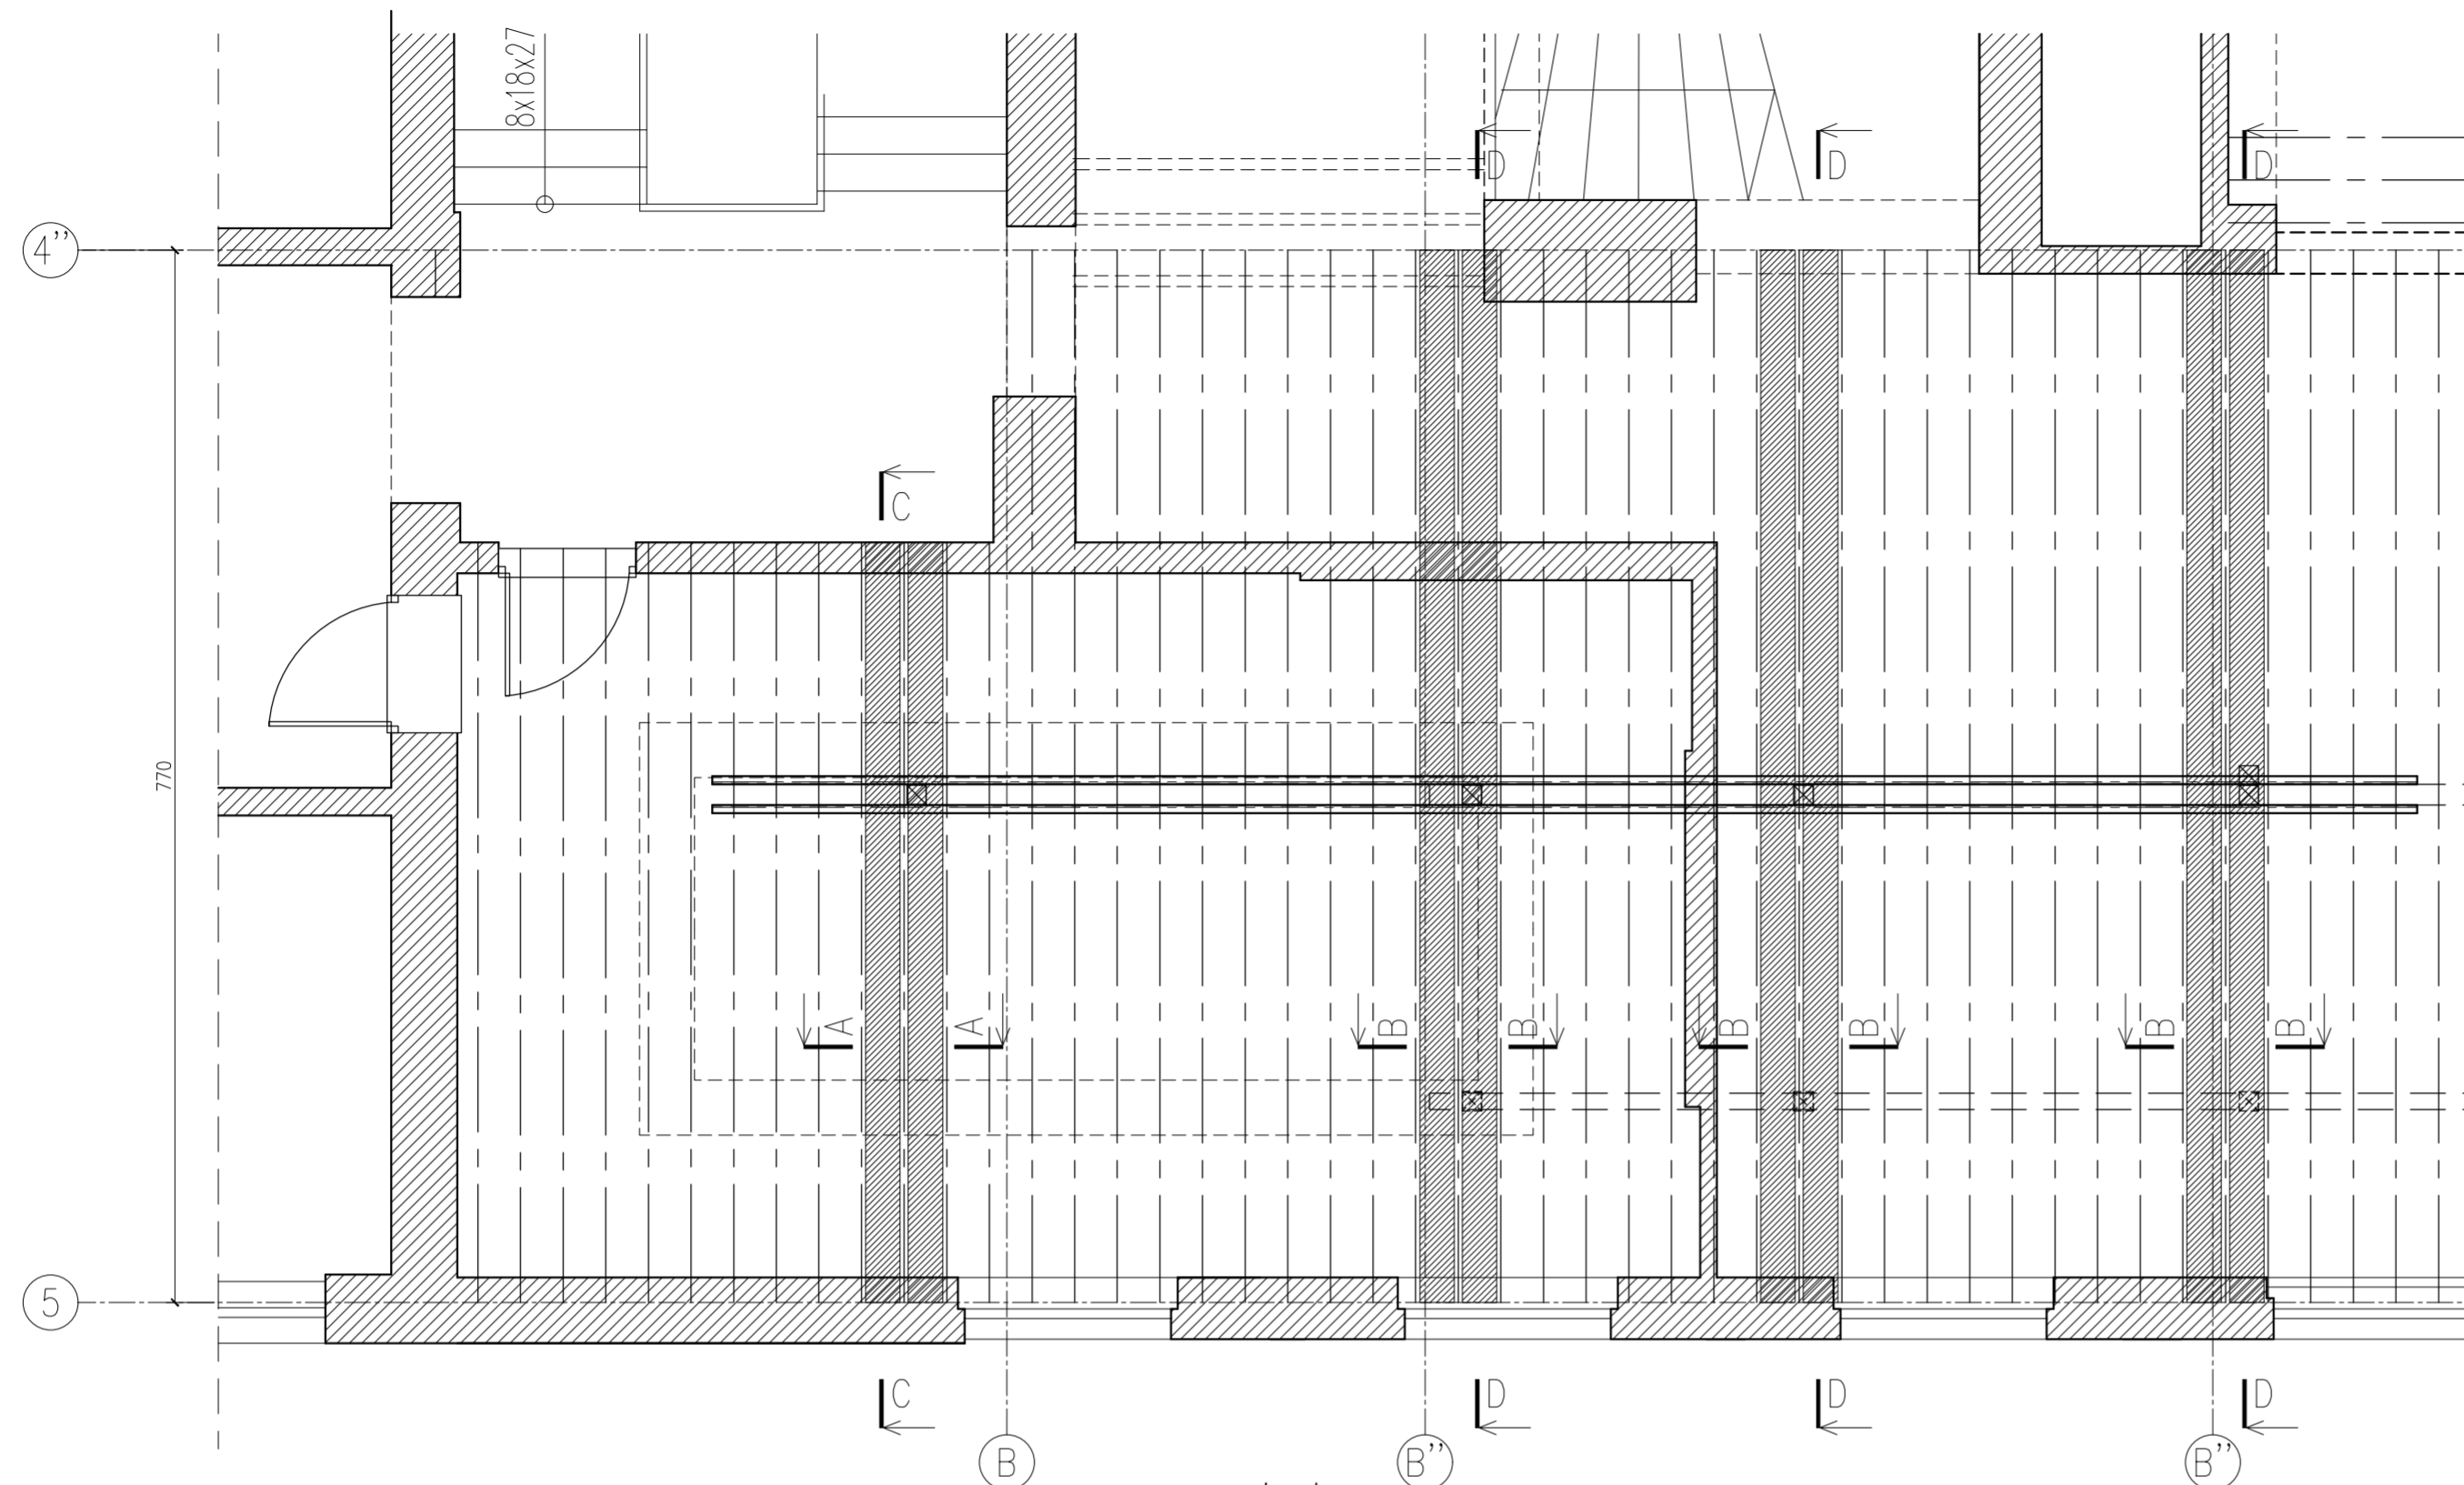 8x18x27
D D D
4’’
C
770
A A B B B B B B
5
C D D D
B B’’ B’’